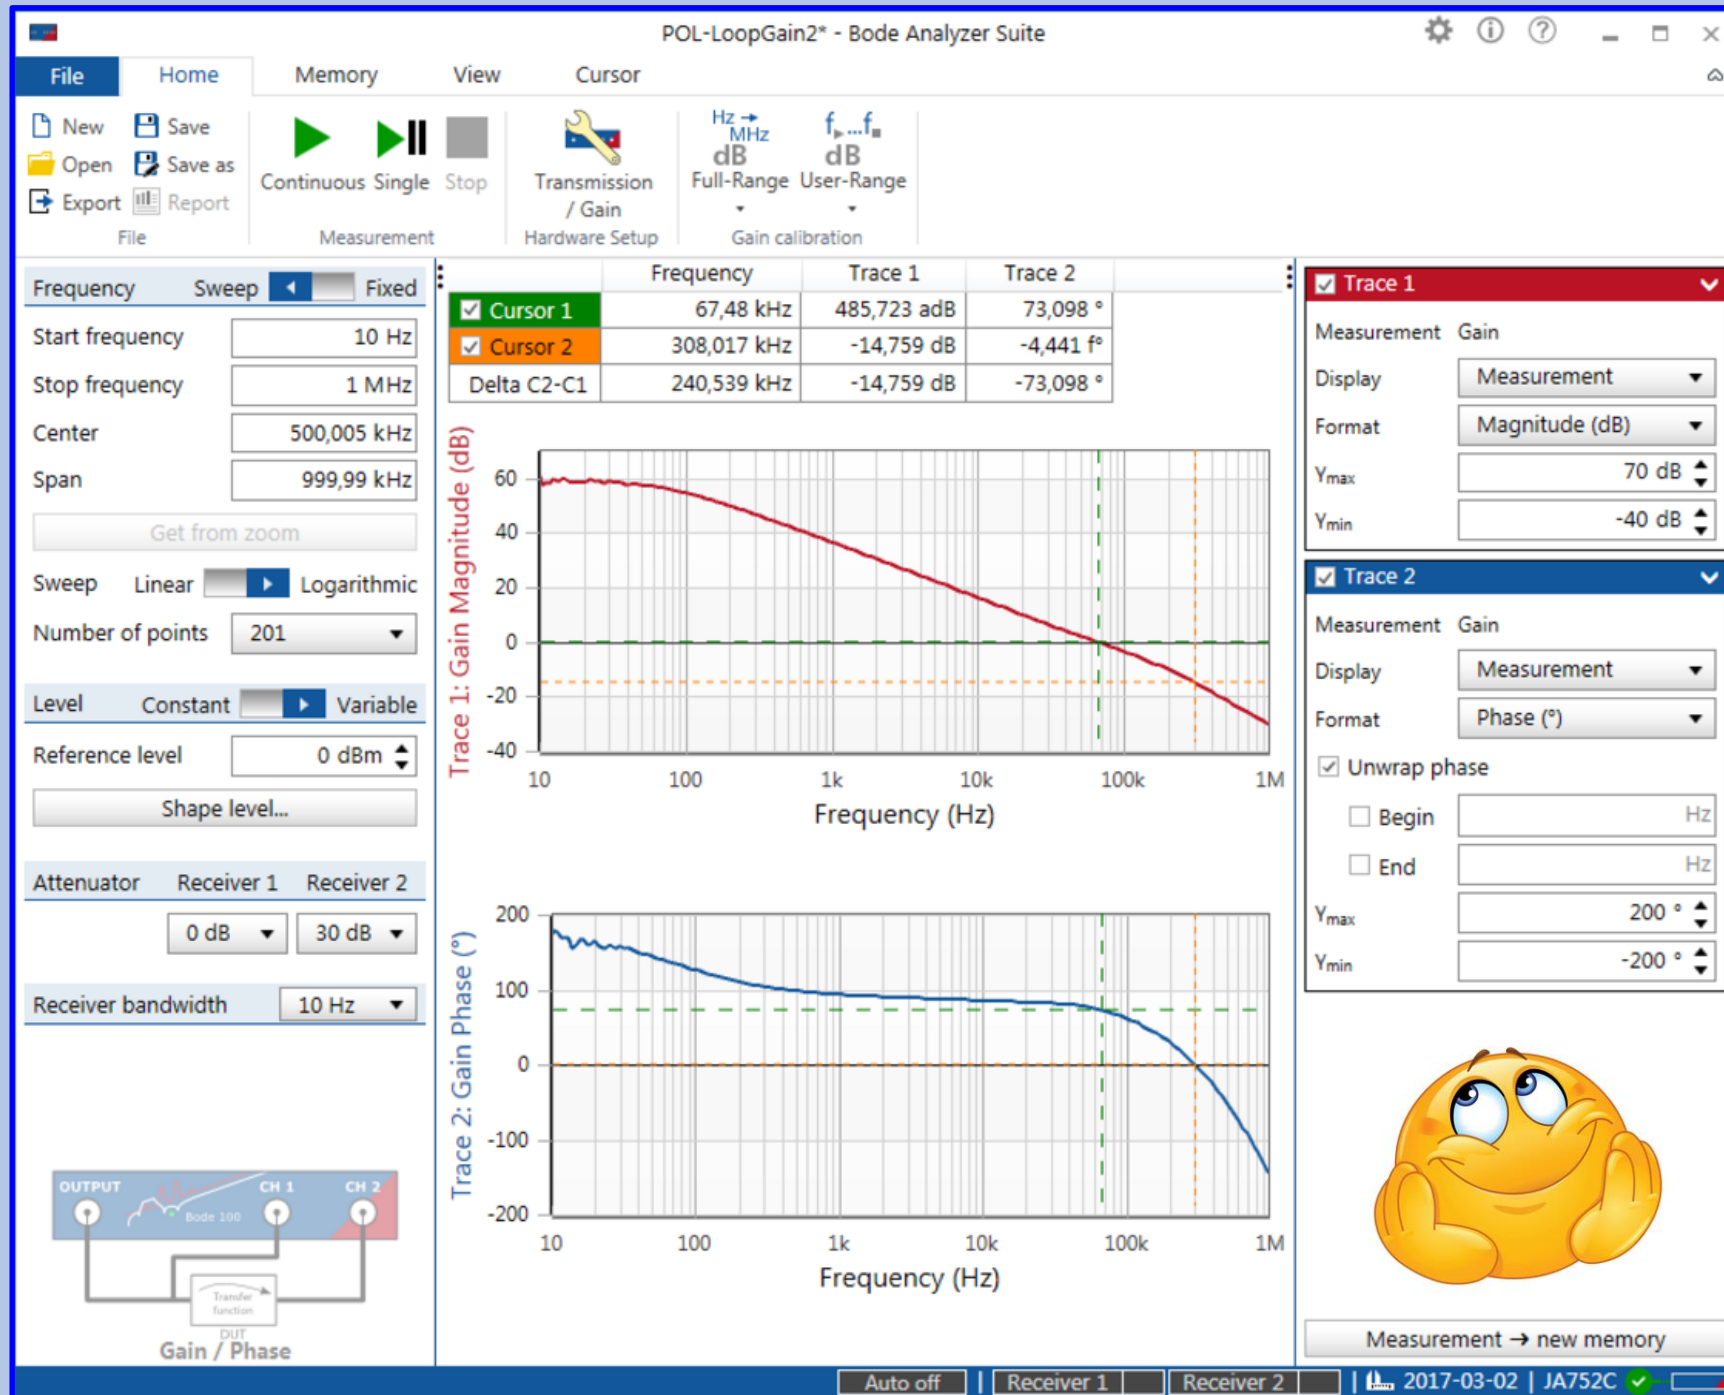 POL-LoopGain2* - Bode Analyzer Suite
File Home Memory View Cursor
New Save
Open Save as
Export Report
File
Continuous Single Stop
Measurement
Transmission
/ Gain
Hardware Setup
Hz → MHz
dB
Full-Range
f▸...f■
dB
User-Range
Gain calibration
Frequency Sweep Fixed
Start frequency 10 Hz
Stop frequency 1 MHz
Center 500,005 kHz
Span 999,99 kHz
Get from zoom
Sweep Linear Logarithmic
Number of points 201
Level Constant Variable
Reference level 0 dBm
Shape level...
Attenuator Receiver 1 Receiver 2
0 dB 30 dB
Receiver bandwidth 10 Hz
OUTPUT CH 1 CH 2
Bode 100
Transfer
function
DUT
Gain / Phase
Frequency Trace 1 Trace 2
Cursor 1 67,48 kHz 485,723 adB 73,098 °
Cursor 2 308,017 kHz -14,759 dB -4,441 f°
Delta C2-C1 240,539 kHz -14,759 dB -73,098 °
Trace 1: Gain Magnitude (dB)
60
40
20
0
-20
-40
10 100 1k 10k 100k 1M
Frequency (Hz)
Trace 2: Gain Phase (°)
200
100
0
-100
-200
10 100 1k 10k 100k 1M
Frequency (Hz)
Trace 1
Measurement Gain
Display Measurement
Format Magnitude (dB)
Ymax 70 dB
Ymin -40 dB
Trace 2
Measurement Gain
Display Measurement
Format Phase (°)
Unwrap phase
Begin Hz
End Hz
Ymax 200 °
Ymin -200 °
Measurement → new memory
Auto off | Receiver 1 Receiver 2 | 2017-03-02 | JA752C